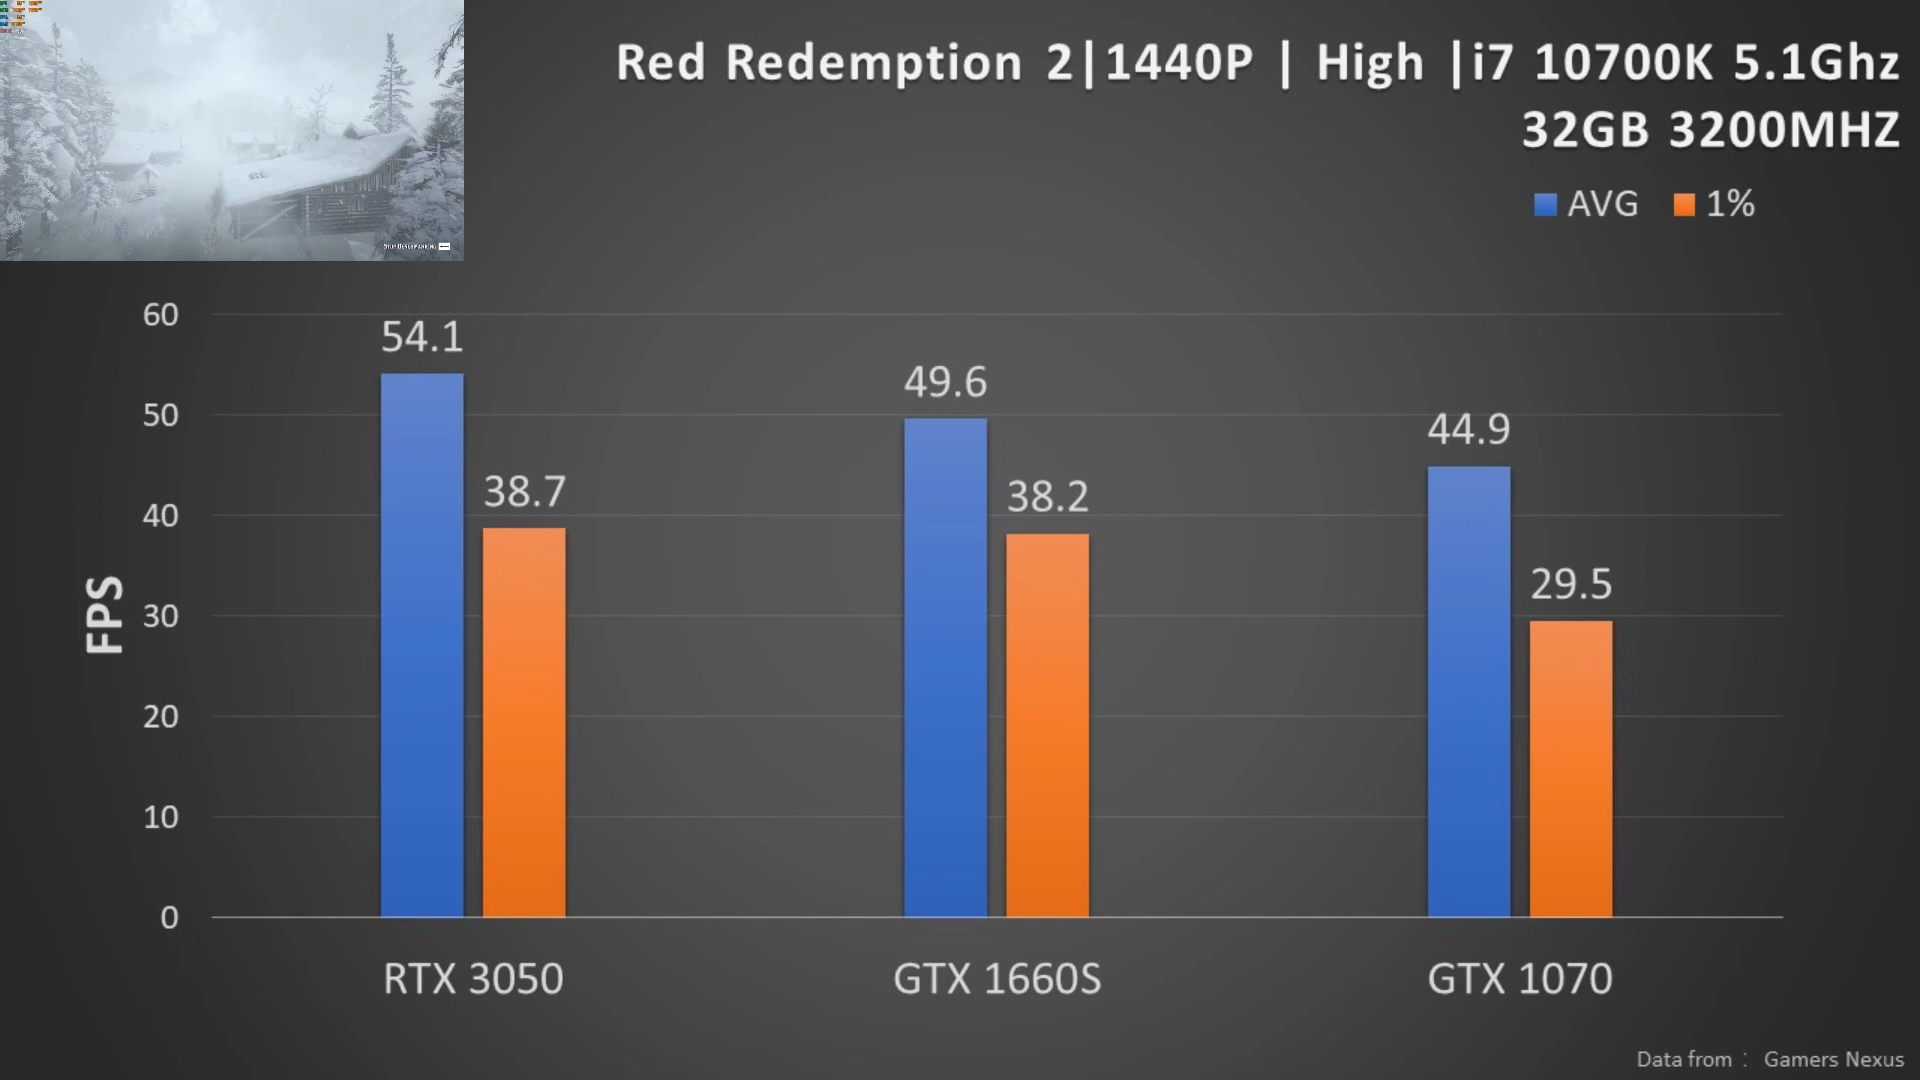 Red Redemption 2|1440P | High |i7 10700K 5.1Ghz
32GB 3200MHZ
AVG 1%
60
50
40
30
20
10
0
FPS
54.1
38.7
49.6
38.2
44.9
29.5
RTX 3050 GTX 1660S GTX 1070
Data from ： Gamers Nexus